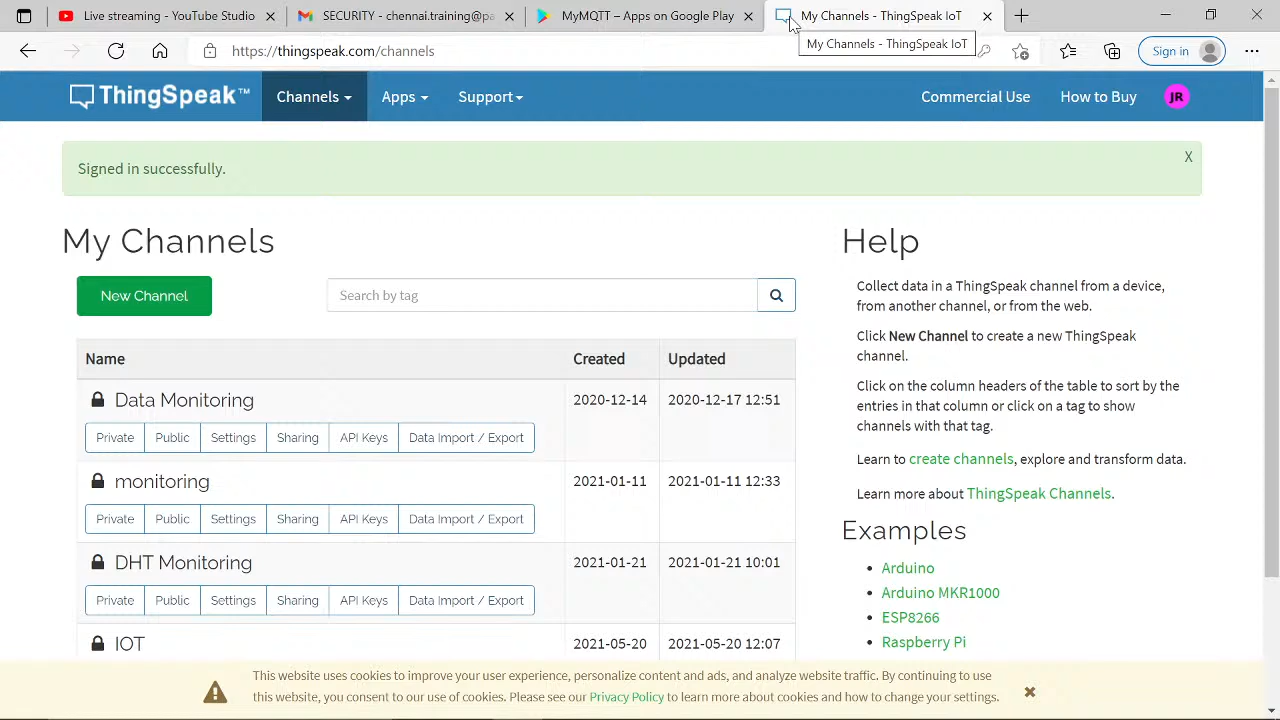 (33) Live streaming - YouTube Studio
SECURITY - chennai.training@pa
MyMQTT – Apps on Google Play
My Channels - ThingSpeak IoT
https://thingspeak.com/channels
My Channels - ThingSpeak IoT
Sign in
ThingSpeak™
Channels
Apps
Support
Commercial Use
How to Buy
JR
Signed in successfully.
X
My Channels
New Channel
Search by tag
Name
Created
Updated
Data Monitoring
2020-12-14
2020-12-17 12:51
Private
Public
Settings
Sharing
API Keys
Data Import / Export
monitoring
2021-01-11
2021-01-11 12:33
Private
Public
Settings
Sharing
API Keys
Data Import / Export
DHT Monitoring
2021-01-21
2021-01-21 10:01
Private
Public
Settings
Sharing
API Keys
Data Import / Export
IOT
2021-05-20
2021-05-20 12:07
Help
Collect data in a ThingSpeak channel from a device,
from another channel, or from the web.
Click New Channel to create a new ThingSpeak
channel.
Click on the column headers of the table to sort by the
entries in that column or click on a tag to show
channels with that tag.
Learn to create channels, explore and transform data.
Learn more about ThingSpeak Channels.
Examples
Arduino
Arduino MKR1000
ESP8266
Raspberry Pi
This website uses cookies to improve your user experience, personalize content and ads, and analyze website traffic. By continuing to
use this website, you consent to our use of cookies. Please see our Privacy Policy to learn more about cookies and how to change your settings.